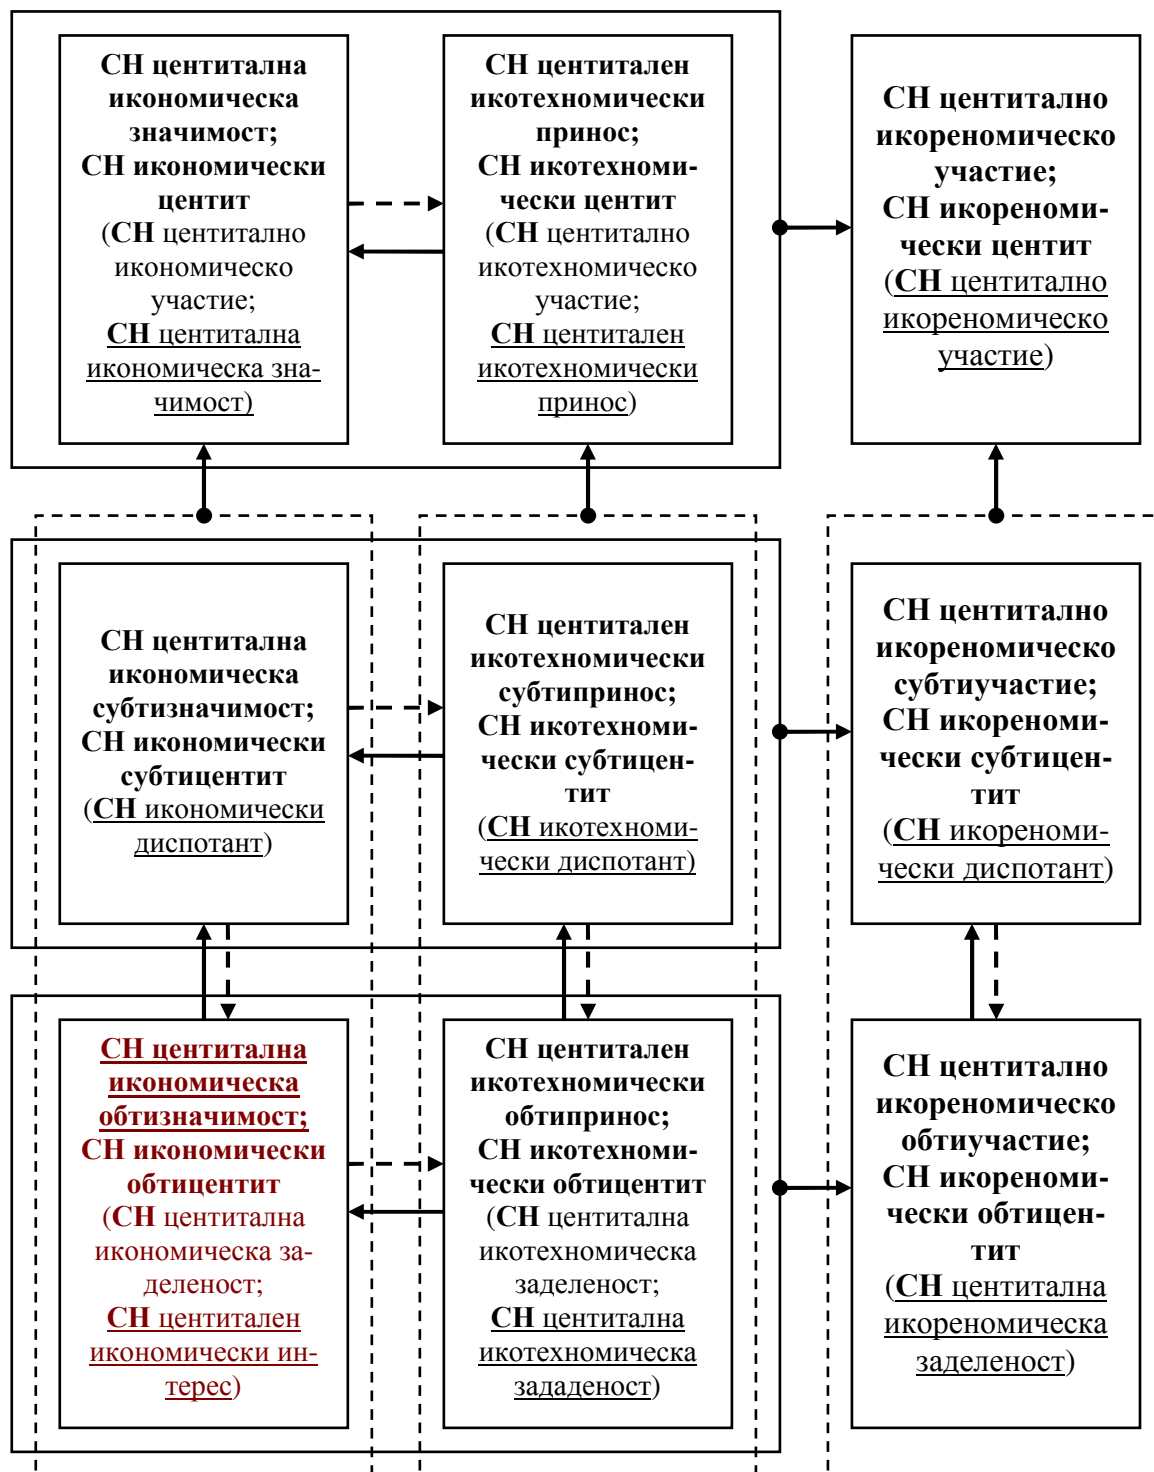 СН центитална
икономическа
значимост;
СН икономически
центит
(СН центитално
икономическо
участие;
СН центитална
икономическа зна-
чимост)
СН центитален
икотехномически
принос;
СН икотехноми-
чески центит
(СН центитално
икотехномическо
участие;
СН центитален
икотехномически
принос)
СН центитално
икореномическо
участие;
СН икореноми-
чески центит
(СН центитално
икореномическо
участие)
СН центитална
икономическа
субтизначимост;
СН икономически
субтицентит
(СН икономически
диспотант)
СН центитален
икотехномически
субтипринос;
СН икотехноми-
чески субтицен-
тит
(СН икотехноми-
чески диспотант)
СН центитално
икореномическо
субтиучастие;
СН икореноми-
чески субтицен-
тит
(СН икореноми-
чески диспотант)
СН центитална
икономическа
обтизначимост;
СН икономически
обтицентит
(СН центитална
икономическа за-
деленост;
СН центитален
икономически ин-
терес)
СН центитален
икотехномически
обтипринос;
СН икотехноми-
чески обтицентит
(СН центитална
икотехномическа
заделеност;
СН центитална
икотехномическа
зададеност)
СН центитално
икореномическо
обтиучастие;
СН икореноми-
чески обтицен-
тит
(СН центитална
икореномическа
заделеност)